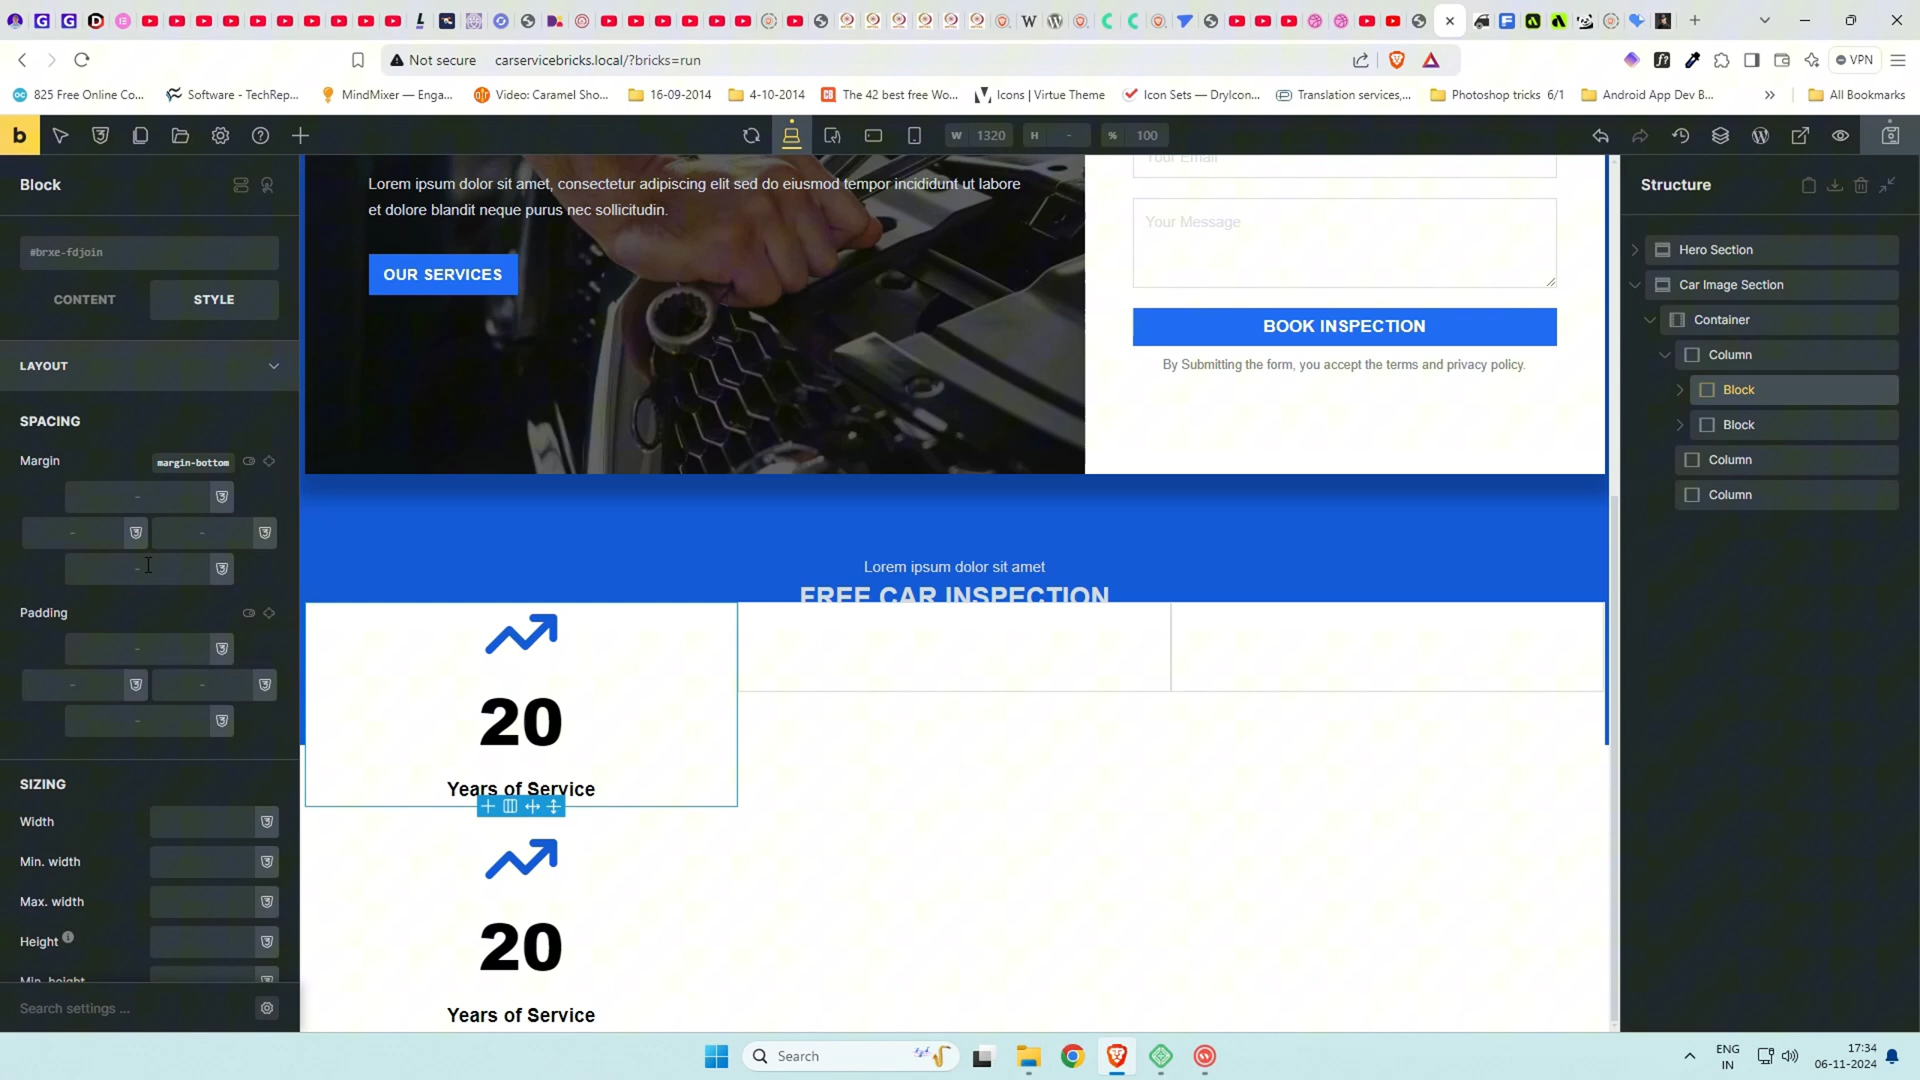 Not secure
carservicebricks.local/?bricks=run
VPN
825 Free Online Co...
Software - TechRep...
MindMixer — Enga...
Video: Caramel Sho...
16-09-2014
4-10-2014
The 42 best free Wo...
Icons | Virtue Theme
Icon Sets — DryIcon...
Translation services,...
Photoshop tricks 6/1
Android App Dev B...
All Bookmarks
b
W 1320
H -
% 100
Block
#brxe-fdjoin
CONTENT
STYLE
LAYOUT
SPACING
Margin
margin-bottom
Padding
SIZING
Width
Min. width
Max. width
Height
Min. height
Search settings ...
Lorem ipsum dolor sit amet, consectetur adipiscing elit sed do eiusmod tempor incididunt ut labore
et dolore blandit neque purus nec sollicitudin.
OUR SERVICES
Your Email
Your Message
BOOK INSPECTION
By Submitting the form, you accept the terms and privacy policy.
Lorem ipsum dolor sit amet
FREE CAR INSPECTION
20
Years of Service
20
Years of Service
Structure
Hero Section
Car Image Section
Container
Column
Block
Block
Column
Column
Search
ENG
IN
17:34
06-11-2024